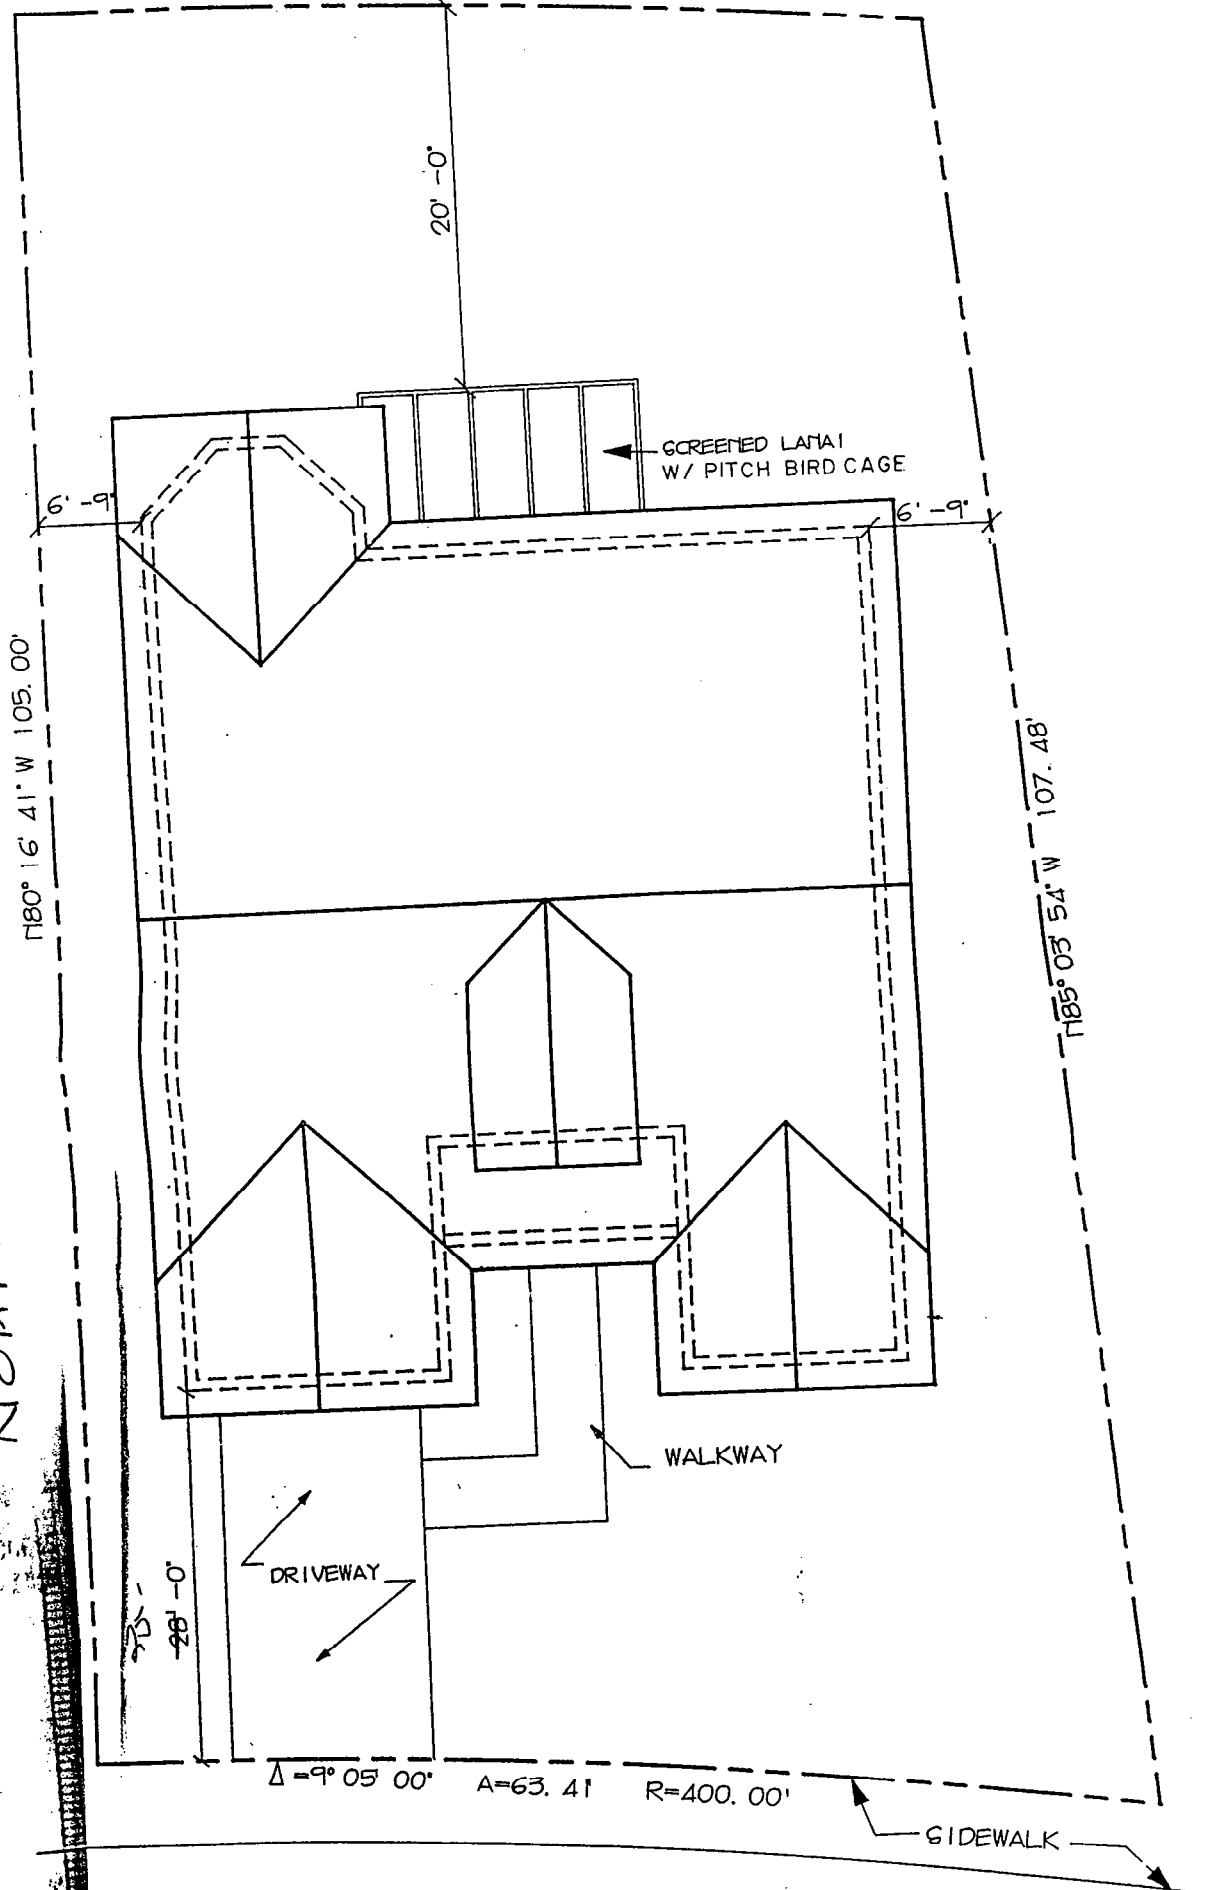 20' -0"
SCREENED LANAI
W/ PITCH BIRD CAGE
6' -9"
6' -9"
N80° 16' 41" W 105. 00'
N85° 03' 54" W 107. 48'
WALKWAY
DRIVEWAY
28' -0"
Δ =9° 05' 00" A=63. 41' R=400. 00'
SIDEWALK